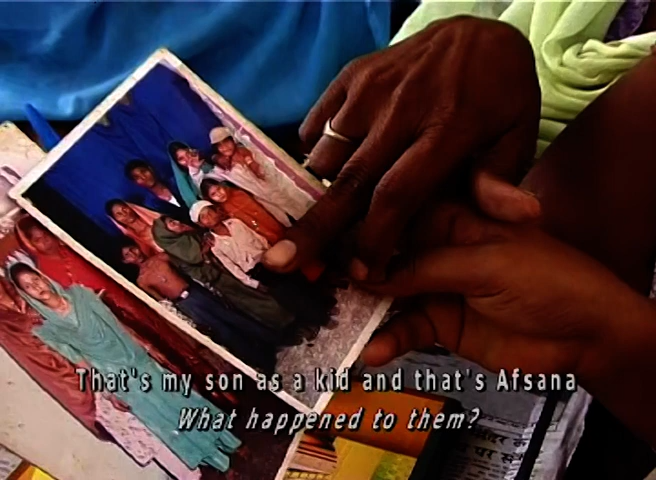 That's my son as a kid and that's Afsana
What happened to them?